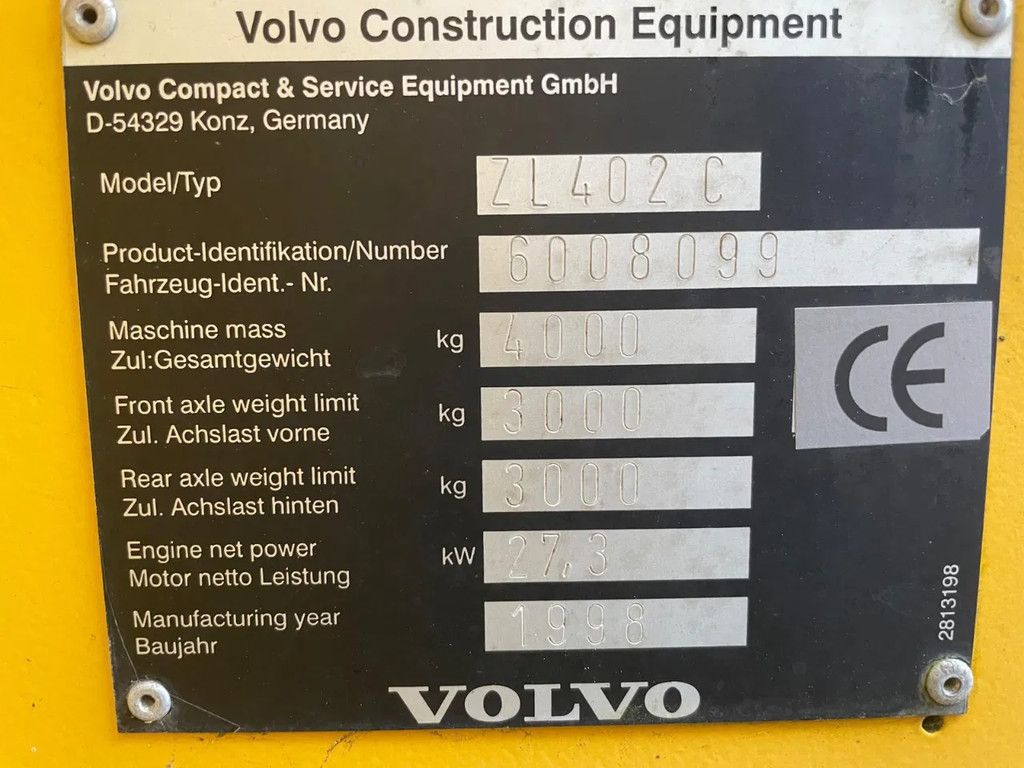 Volvo Construction Equipment
Volvo Compact & Service Equipment GmbH
D-54329 Konz, Germany
Model/Typ ZL402 C
Product-Identifikation/Number
Fahrzeug-Ident.- Nr. 6008099
Maschine mass
Zul:Gesamtgewicht kg 4000
Front axle weight limit
Zul. Achslast vorne kg 3000
Rear axle weight limit
Zul. Achslast hinten kg 3000
Engine net power
Motor netto Leistung kW 27,3
Manufacturing year
Baujahr 1998
CE
2813198
VOLVO